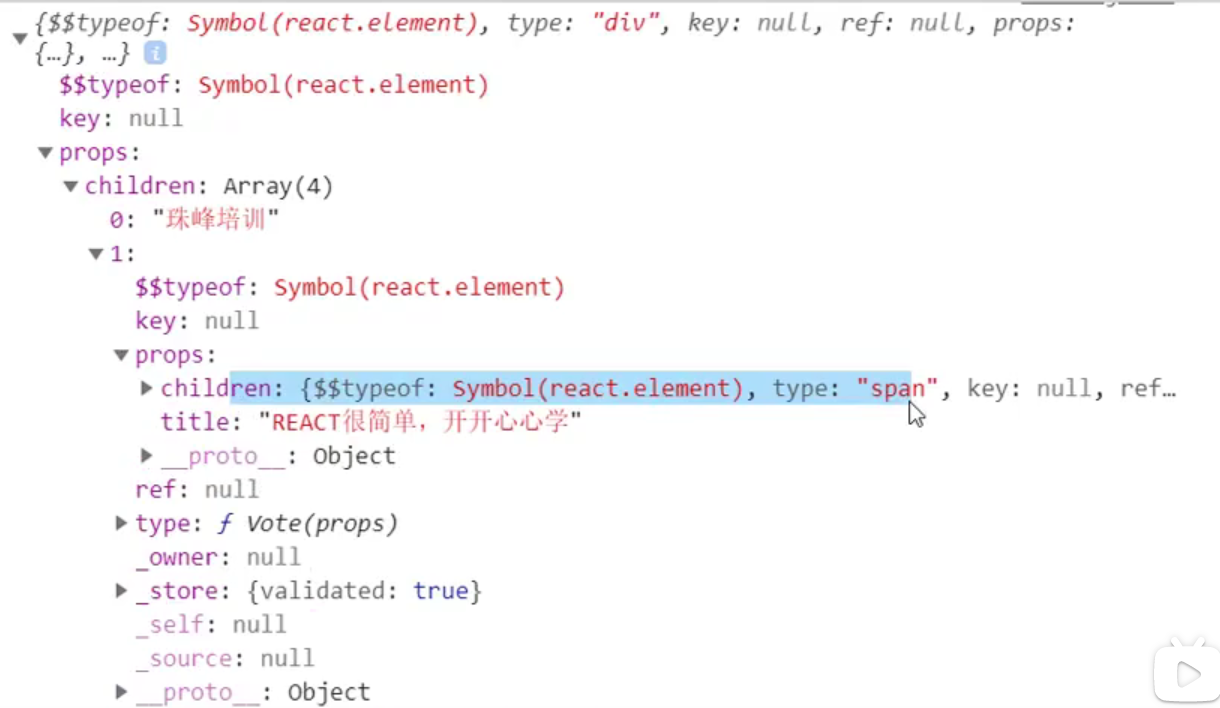 {$$typeof: Symbol(react.element), type: "div", key: null, ref: null, props:
{…}, …} i
$$typeof: Symbol(react.element)
key: null
props:
children: Array(4)
0: "珠峰培训"
1:
$$typeof: Symbol(react.element)
key: null
props:
children: {$$typeof: Symbol(react.element), type: "span", key: null, ref…
title: "REACT很简单，开开心心学"
__proto__: Object
ref: null
type: ƒ Vote(props)
_owner: null
_store: {validated: true}
_self: null
_source: null
__proto__: Object